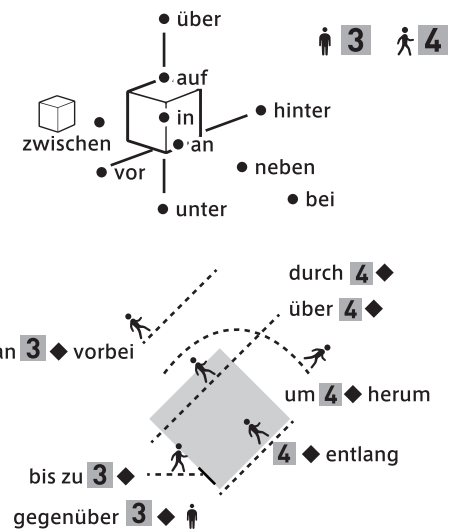 über
3 4
auf
in
hinter
an
zwischen
vor
neben
bei
unter
durch 4 ◆
über 4 ◆
an 3 ◆ vorbei
um 4 ◆ herum
4 ◆ entlang
bis zu 3 ◆
gegenüber 3 ◆